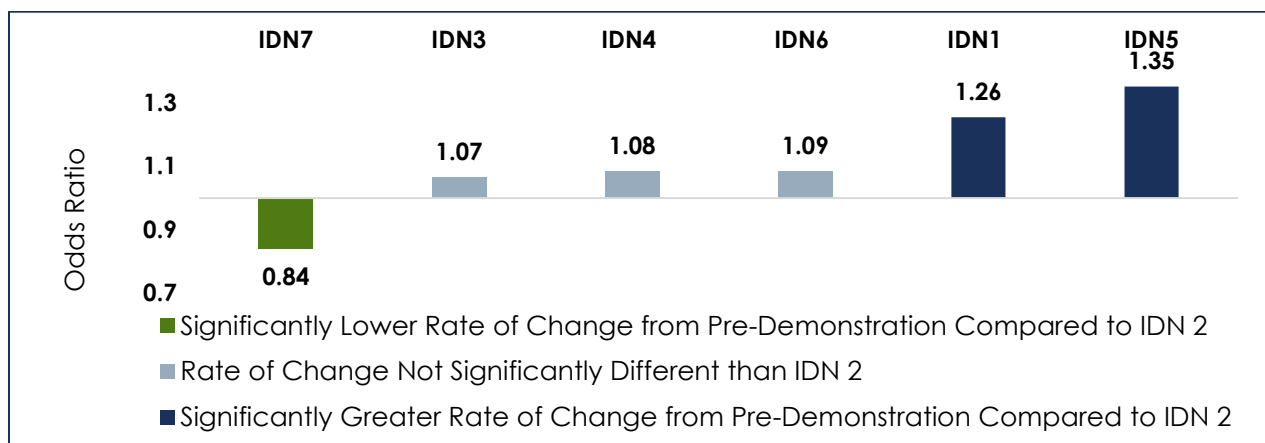 IDN7 IDN3 IDN4 IDN6 IDN1 IDN5
1.35
1.3
1.26
1.1
1.07 1.08 1.09
Odds Ratio
0.9
0.84
0.7
Significantly Lower Rate of Change from Pre-Demonstration Compared to IDN 2
Rate of Change Not Significantly Different than IDN 2
Significantly Greater Rate of Change from Pre-Demonstration Compared to IDN 2